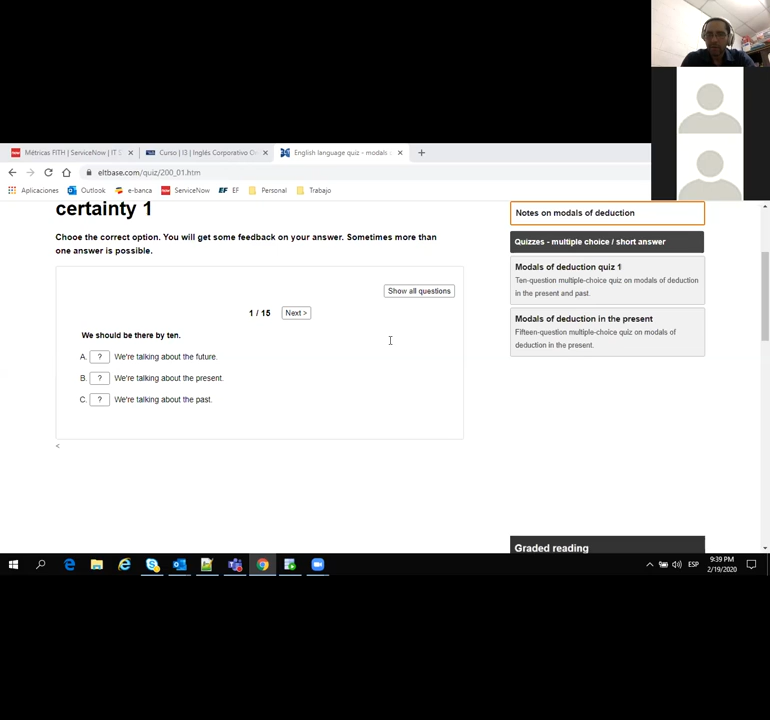 Métricas FITH | ServiceNow | IT S
Curso | I3 | Inglés Corporativo O
English language quiz - modals
eltbase.com/quiz/200_01.htm
Aplicaciones
Outlook
e-banca
ServiceNow
EF
EF
Personal
Trabajo
certainty 1
Chooe the correct option. You will get some feedback on your answer. Sometimes more than
one answer is possible.
Show all questions
1 / 15
Next >
We should be there by ten.
A. ? We're talking about the future.
B. ? We're talking about the present.
C. ? We're talking about the past.
<
Notes on modals of deduction
Quizzes - multiple choice / short answer
Modals of deduction quiz 1
Ten-question multiple-choice quiz on modals of deduction
in the present and past.
Modals of deduction in the present
Fifteen-question multiple-choice quiz on modals of
deduction in the present.
Graded reading
ESP
9:39 PM
2/19/2020